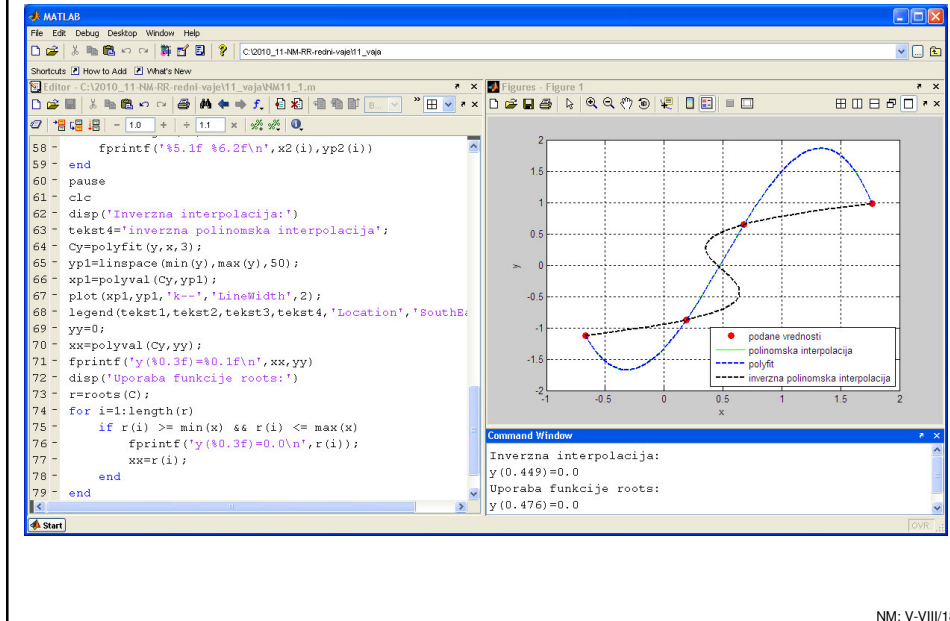 MATLAB
File Edit Debug Desktop Window Help
C:\2010_11-NM-RR-redni-vaje\11_vaja
Shortcuts How to Add What's New
Editor - C:\2010_11-NM-RR-redni-vaje\11_vaja\NM11_1.m
B...
- 1.0 + ÷ 1.1 ×
58 - fprintf('%5.1f %6.2f\n',x2(i),yp2(i))
59 - end
60 - pause
61 - clc
62 - disp('Inverzna interpolacija:')
63 - tekst4='inverzna polinomska interpolacija';
64 - Cy=polyfit(y,x,3);
65 - yp1=linspace(min(y),max(y),50);
66 - xp1=polyval(Cy,yp1);
67 - plot(xp1,yp1,'k--','LineWidth',2);
68 - legend(tekst1,tekst2,tekst3,tekst4,'Location','SouthEa
69 - yy=0;
70 - xx=polyval(Cy,yy);
71 - fprintf('y(%0.3f)=%0.1f\n',xx,yy)
72 - disp('Uporaba funkcije roots:')
73 - r=roots(C);
74 - for i=1:length(r)
75 - if r(i) >= min(x) && r(i) <= max(x)
76 - fprintf('y(%0.3f)=0.0\n',r(i));
77 - xx=r(i);
78 - end
79 - end
Start
Figures - Figure 1
2
1.5
1
0.5
0
-0.5
-1
-1.5
-2
y
-1 -0.5 0 0.5 1 1.5 2
x
podane vrednosti
polinomska interpolacija
polyfit
inverzna polinomska interpolacija
Command Window
Inverzna interpolacija:
y(0.449)=0.0
Uporaba funkcije roots:
y(0.476)=0.0
OVR